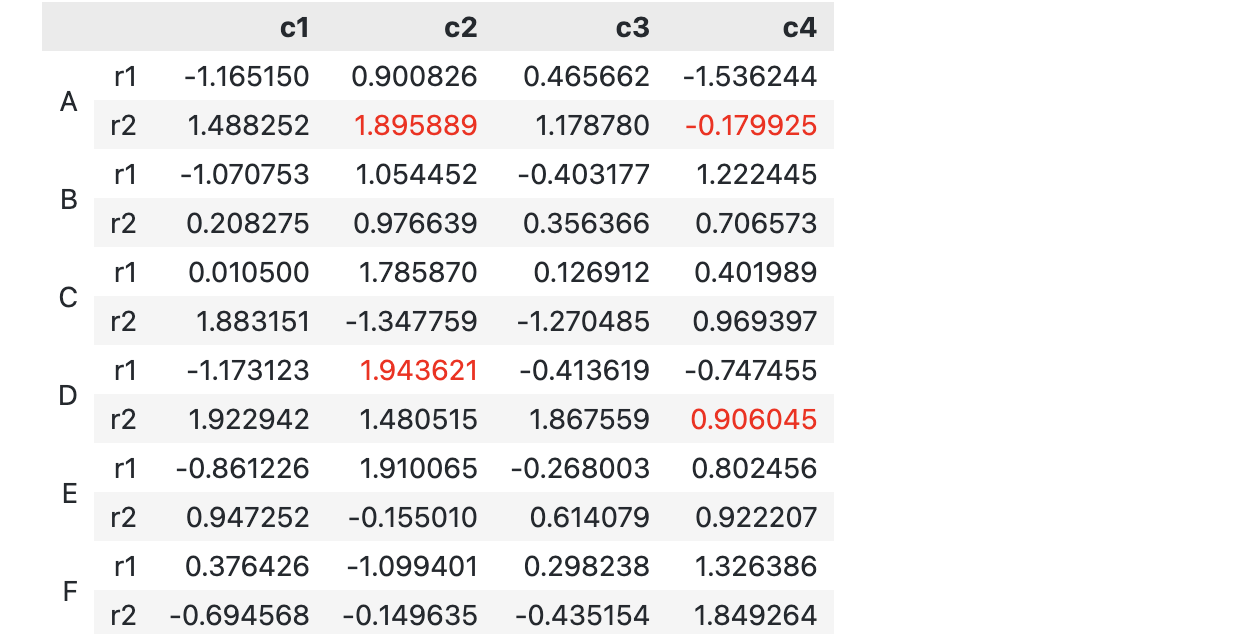 c1 c2 c3 c4
A r1 -1.165150 0.900826 0.465662 -1.536244
r2 1.488252 1.895889 1.178780 -0.179925
B r1 -1.070753 1.054452 -0.403177 1.222445
r2 0.208275 0.976639 0.356366 0.706573
C r1 0.010500 1.785870 0.126912 0.401989
r2 1.883151 -1.347759 -1.270485 0.969397
D r1 -1.173123 1.943621 -0.413619 -0.747455
r2 1.922942 1.480515 1.867559 0.906045
E r1 -0.861226 1.910065 -0.268003 0.802456
r2 0.947252 -0.155010 0.614079 0.922207
F r1 0.376426 -1.099401 0.298238 1.326386
r2 -0.694568 -0.149635 -0.435154 1.849264